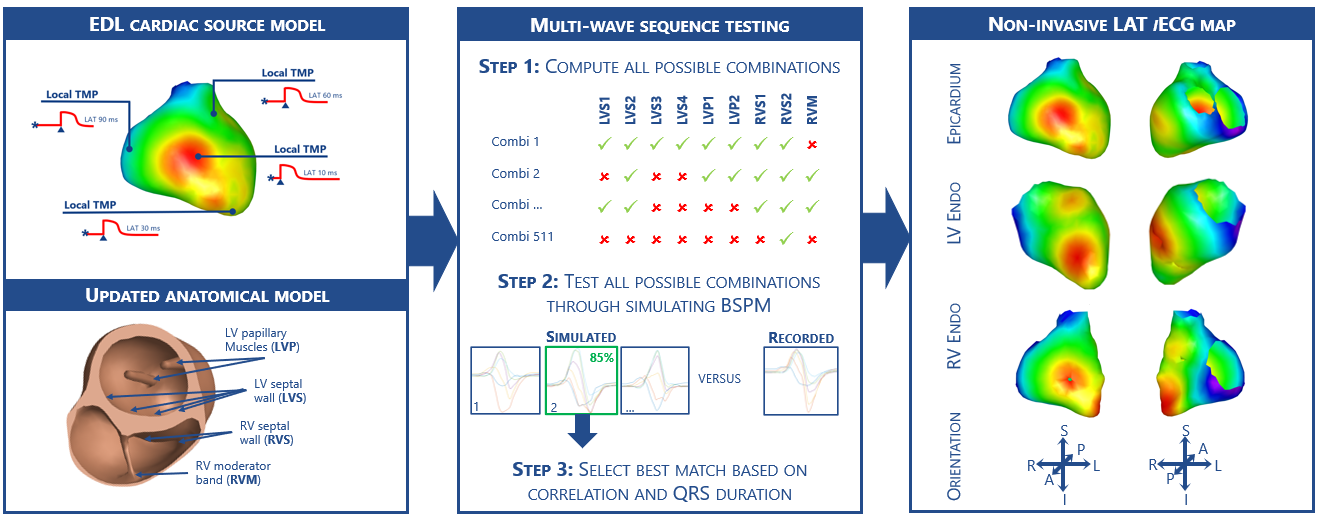 EDL CARDIAC SOURCE MODEL
Local TMP
LAT 60 ms
Local TMP
LAT 90 ms
Local TMP
LAT 10 ms
Local TMP
LAT 30 ms
UPDATED ANATOMICAL MODEL
LV papillary
Muscles (LVP)
LV septal
wall (LVS)
RV septal
wall (RVS)
RV moderator
band (RVM)
MULTI-WAVE SEQUENCE TESTING
STEP 1: COMPUTE ALL POSSIBLE COMBINATIONS
LVS1 LVS2 LVS3 LVS4 LVP1 LVP2 RVS1 RVS2 RVM
Combi 1
Combi 2
Combi ...
Combi 511
STEP 2: TEST ALL POSSIBLE COMBINATIONS
THROUGH SIMULATING BSPM
SIMULATED
RECORDED
85%
VERSUS
1
2
...
STEP 3: SELECT BEST MATCH BASED ON
CORRELATION AND QRS DURATION
NON-INVASIVE LAT iECG MAP
EPICARDIUM
LV ENDO
RV ENDO
ORIENTATION
S
P
R
L
A
I
S
A
R
L
P
I